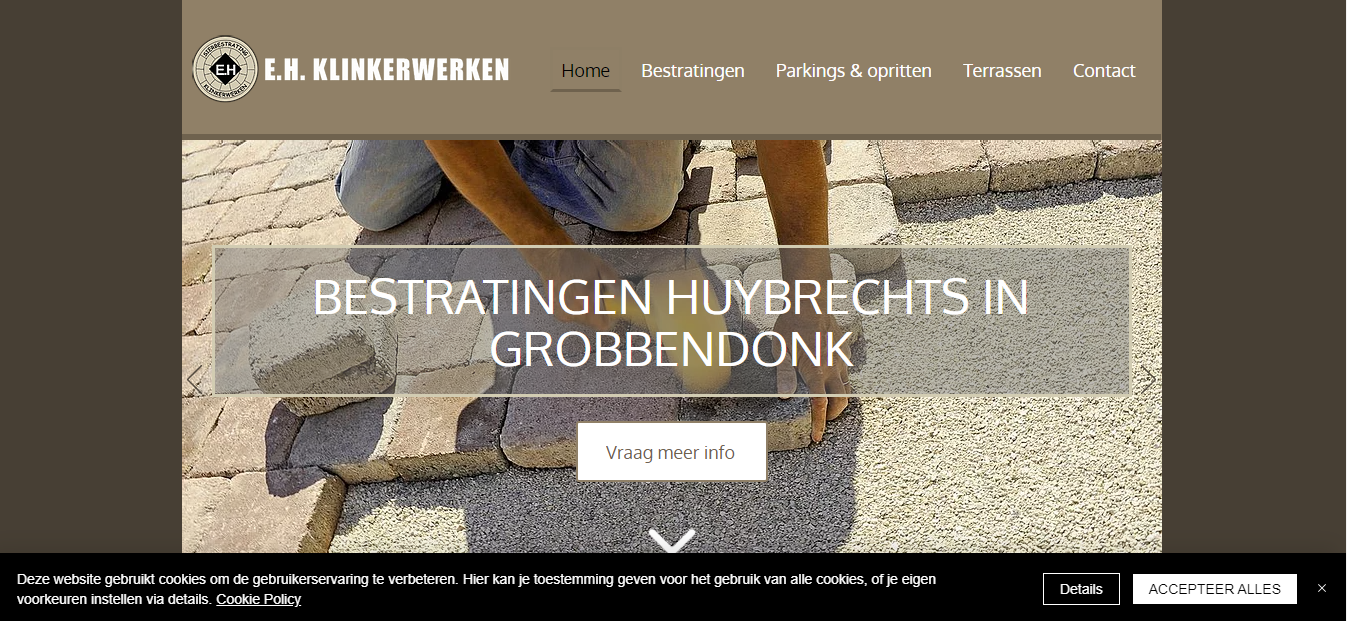 SIERBESTRATING
E.H
KLINKERWERKEN
E.H. KLINKERWERKEN
Home
Bestratingen
Parkings & opritten
Terrassen
Contact
BESTRATINGEN HUYBRECHTS IN
GROBBENDONK
Vraag meer info
Deze website gebruikt cookies om de gebruikerservaring te verbeteren. Hier kan je toestemming geven voor het gebruik van alle cookies, of je eigen
voorkeuren instellen via details. Cookie Policy
Details
ACCEPTEER ALLES